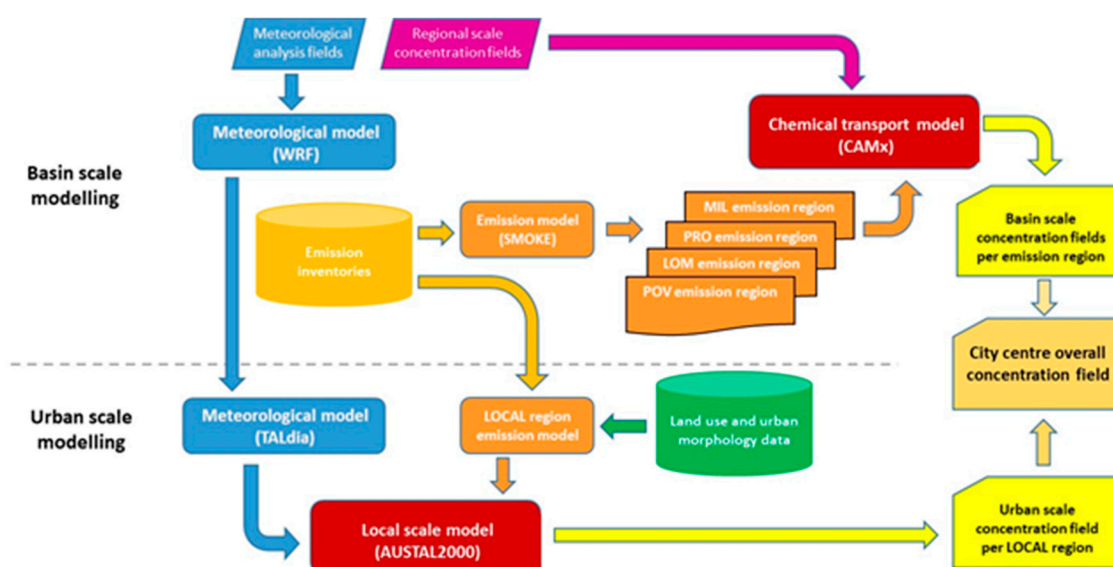 Meteorological
analysis fields
Regional scale
concentration fields
Meteorological model
(WRF)
Chemical transport model
(CAMx)
Basin scale
modelling
Emission
inventories
Emission model
(SMOKE)
MIL emission region
PRO emission region
LOM emission region
POV emission region
Basin scale
concentration fields
per emission region
City centre overall
concentration field
Urban scale
modelling
Meteorological model
(TALdia)
LOCAL region
emission model
Land use and urban
morphology data
Local scale model
(AUSTAL2000)
Urban scale
concentration field
per LOCAL region